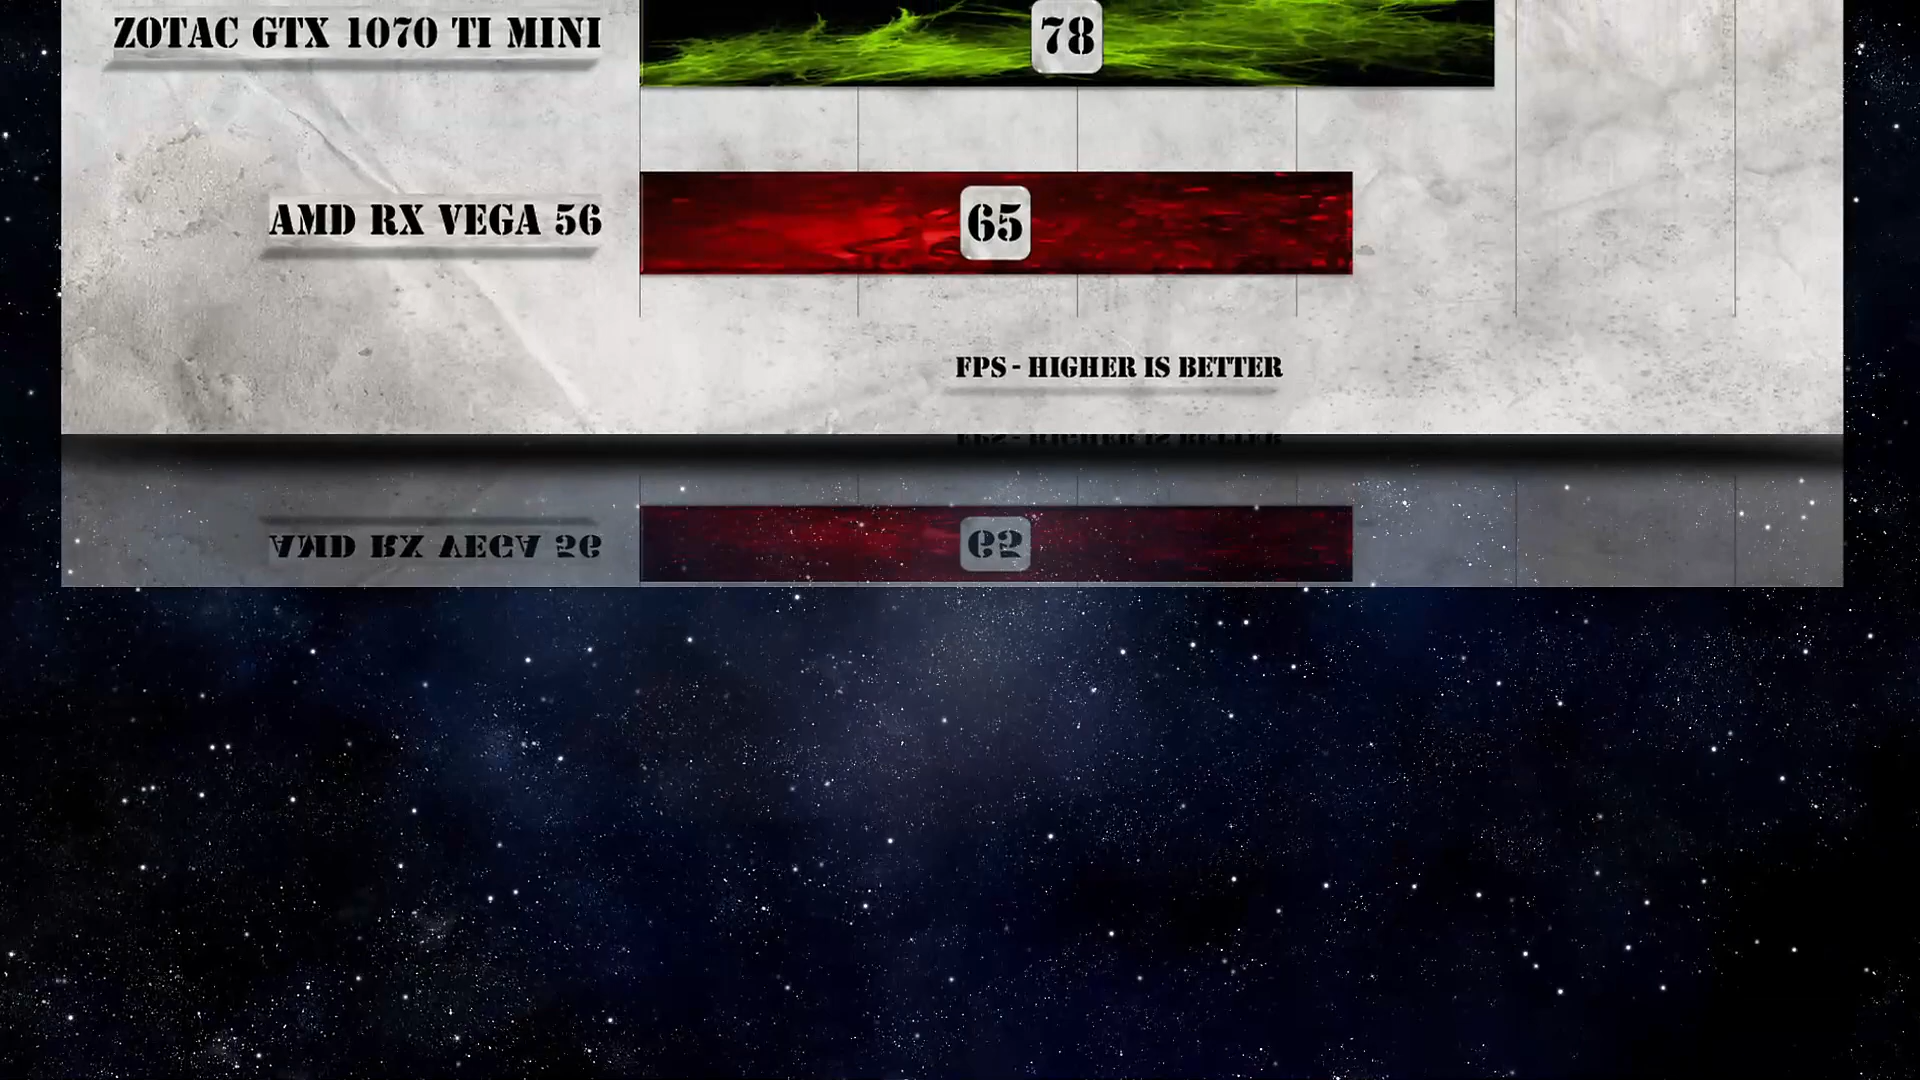 ZOTAC GTX 1070 TI MINI 78
AMD RX VEGA 56 65
FPS - HIGHER IS BETTER